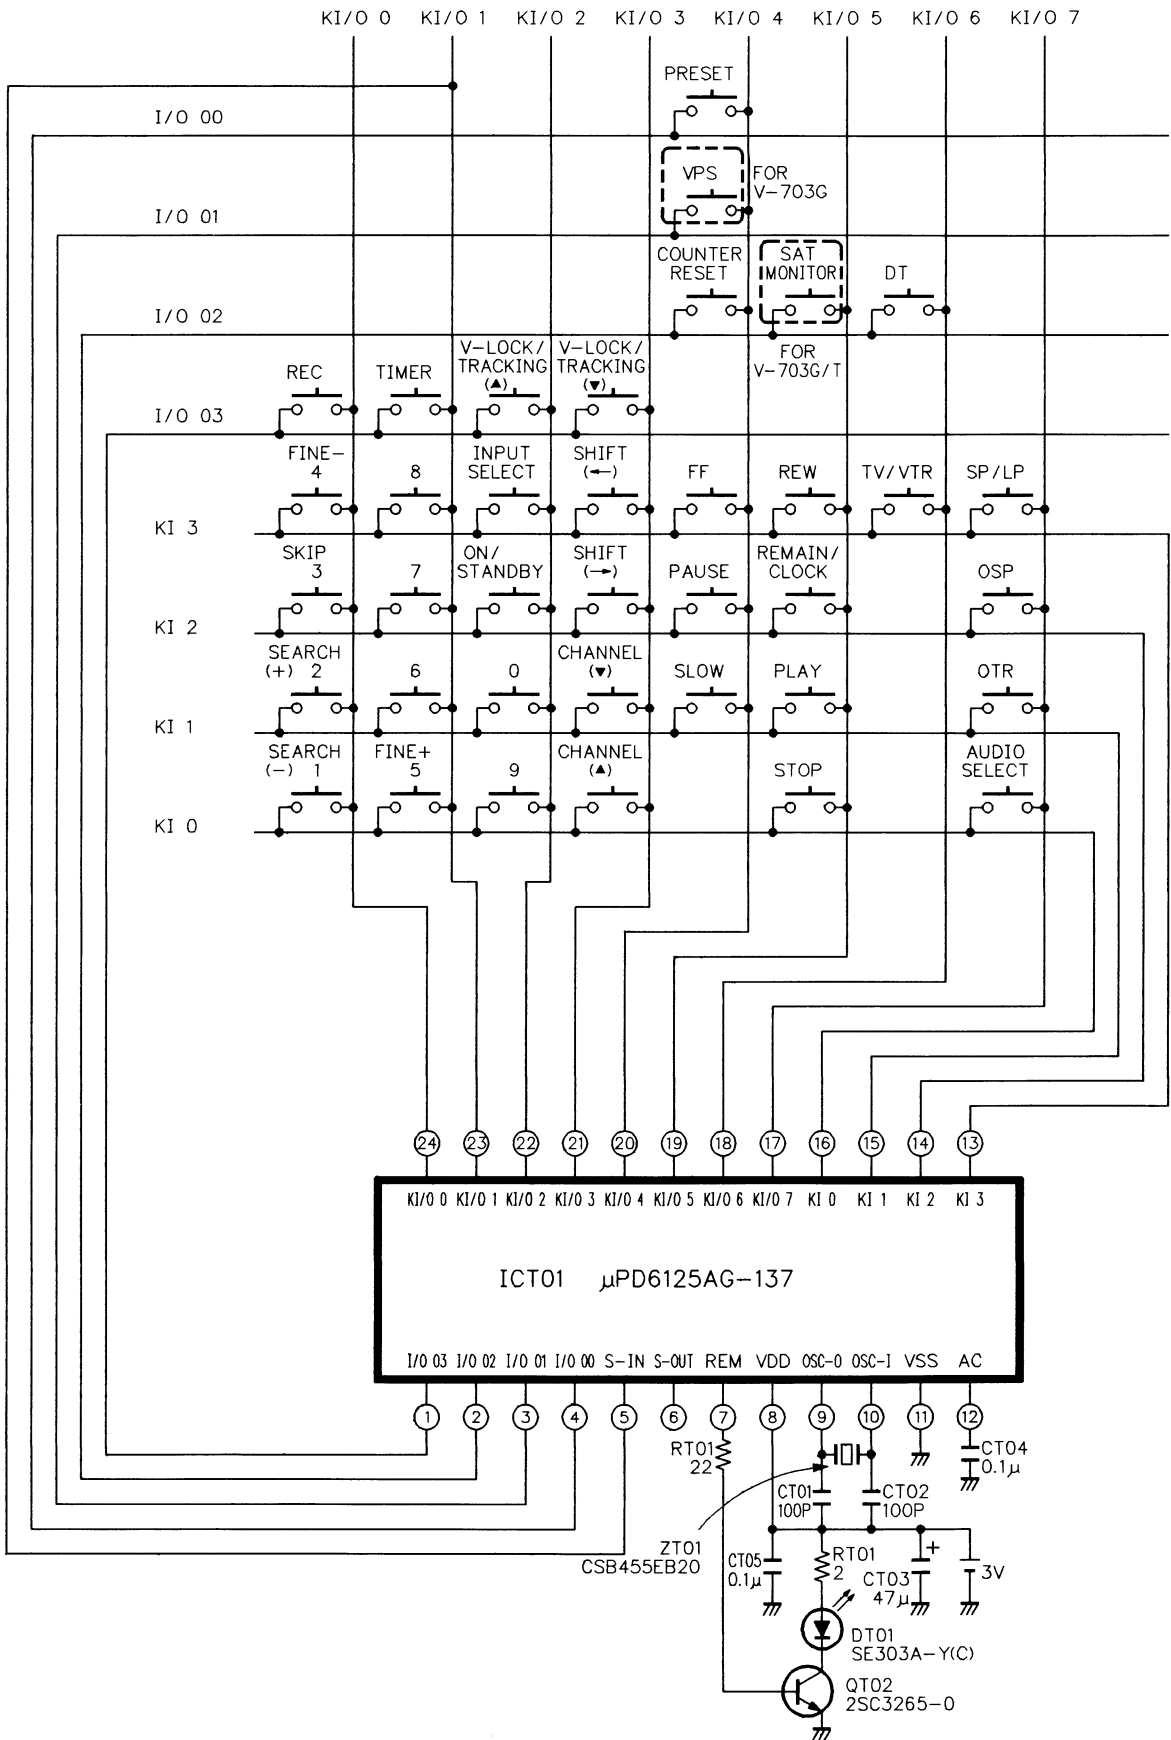 KI/O 0 KI/O 1 KI/O 2 KI/O 3 KI/O 4 KI/O 5 KI/O 6 KI/O 7
PRESET
I/O 00
VPS
FOR
V-703G
I/O 01
COUNTER
RESET
SAT
MONITOR
DT
I/O 02
FOR
V-703G/T
REC
TIMER
V-LOCK/
TRACKING
(▲)
V-LOCK/
TRACKING
(▼)
I/O 03
FINE-
4
8
INPUT
SELECT
SHIFT
(←)
FF
REW
TV/VTR
SP/LP
KI 3
SKIP
3
7
ON/
STANDBY
SHIFT
(→)
PAUSE
REMAIN/
CLOCK
OSP
KI 2
SEARCH
(+) 2
6
0
CHANNEL
(▼)
SLOW
PLAY
OTR
KI 1
SEARCH
(-) 1
FINE+
5
9
CHANNEL
(▲)
STOP
AUDIO
SELECT
KI 0
24 23 22 21 20 19 18 17 16 15 14 13
KI/O 0 KI/O 1 KI/O 2 KI/O 3 KI/O 4 KI/O 5 KI/O 6 KI/O 7 KI 0 KI 1 KI 2 KI 3
ICT01 μPD6125AG-137
I/O 03 I/O 02 I/O 01 I/O 00 S-IN S-OUT REM VDD OSC-O OSC-I VSS AC
1 2 3 4 5 6 7 8 9 10 11 12
RT01
22
CT04
0.1μ
CT01
100P
CT02
100P
ZT01
CSB455EB20
CT05
0.1μ
RT01
2
CT03
47μ
+
3V
DT01
SE303A-Y(C)
QT02
2SC3265-O